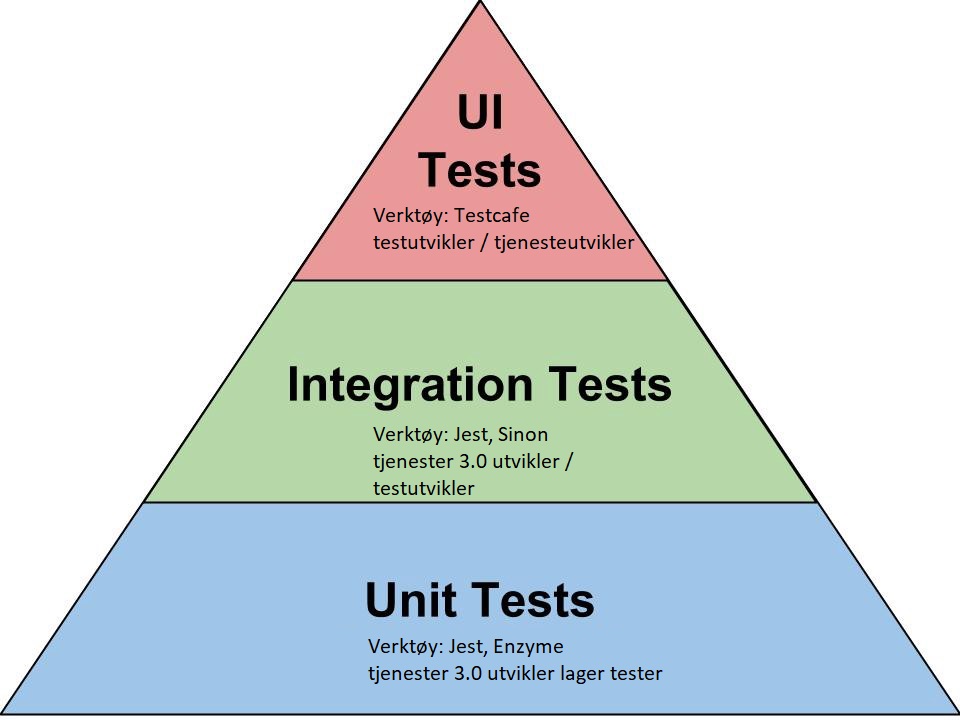 UI
Tests
Verktøy: Testcafe
testutvikler / tjenesteutvikler
Integration Tests
Verktøy: Jest, Sinon
tjenester 3.0 utvikler /
testutvikler
Unit Tests
Verktøy: Jest, Enzyme
tjenester 3.0 utvikler lager tester